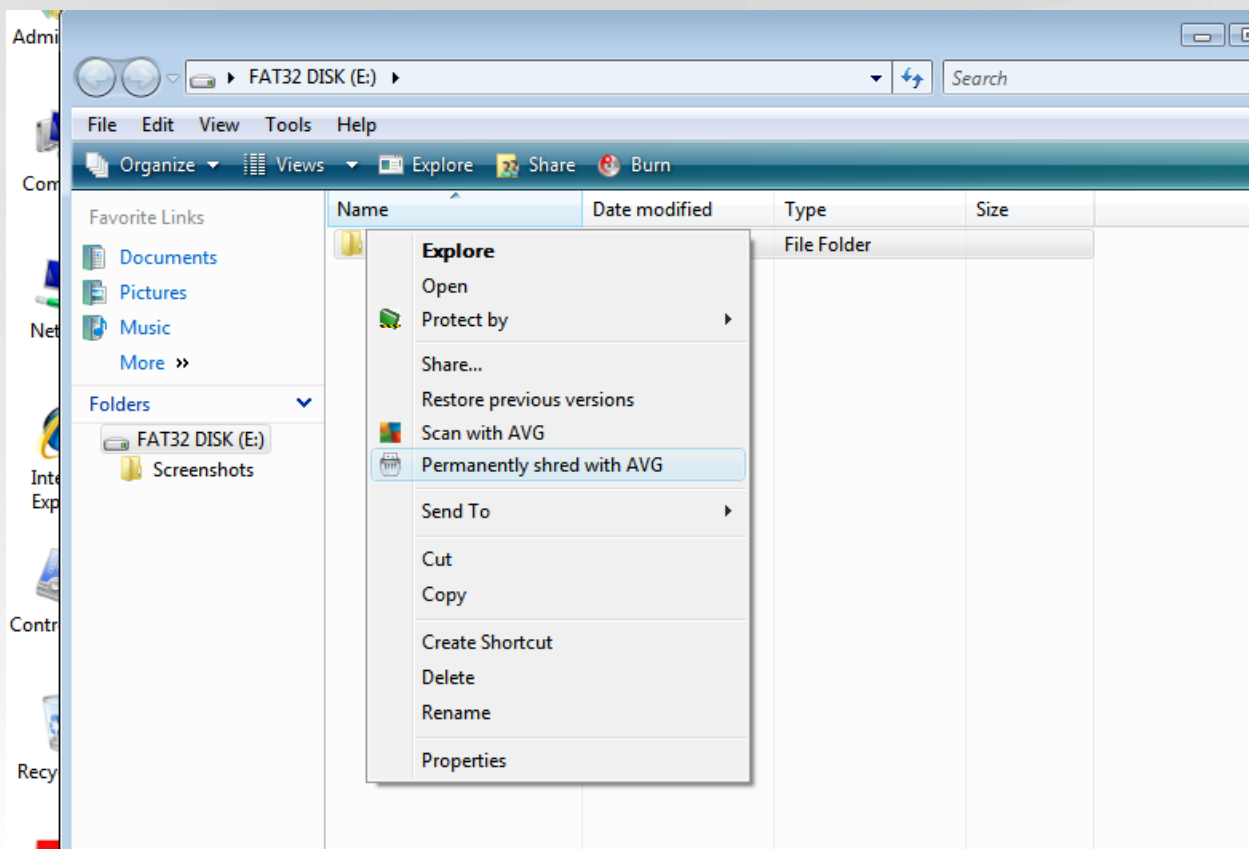 Admi
Com
Net
Inte
Exp
Contr
Recy
FAT32 DISK (E:)
Search
File Edit View Tools Help
Organize Views Explore Share Burn
Favorite Links
Documents
Pictures
Music
More »
Folders
FAT32 DISK (E:)
Screenshots
Name Date modified Type Size
File Folder
Explore
Open
Protect by
Share...
Restore previous versions
Scan with AVG
Permanently shred with AVG
Send To
Cut
Copy
Create Shortcut
Delete
Rename
Properties